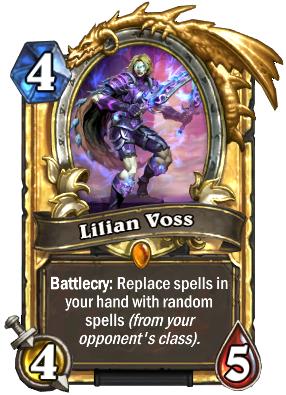 4
Lilian Voss
Battlecry: Replace spells in
your hand with random
spells (from your
opponent's class).
4
5